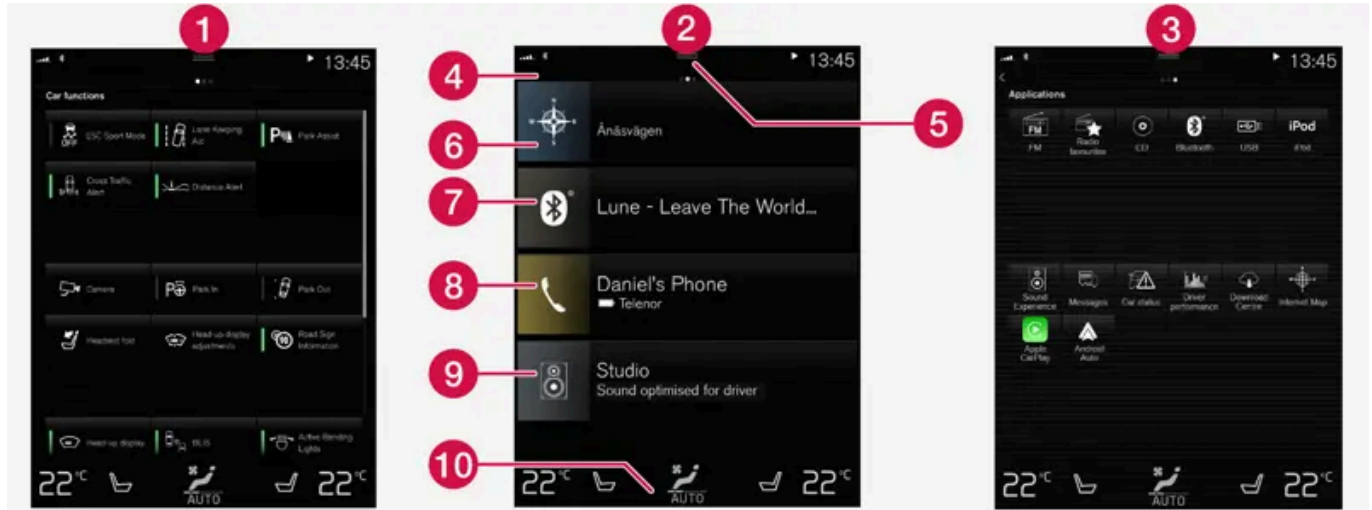 1
2
3
13:45
Car functions
ESC Sport Mode
OFF
Lane Keeping
Aid
Park Assist
Cross Traffic
Alert
Distance Alert
Camera
Park In
Park Out
Headrest fold
Head-up-display
adjustments
Road Sign
Information
Head-up display
BLIS
Active Bending
Lights
22°C
AUTO
22°C
13:45
4
5
6
Ånäsvägen
7
Lune - Leave The World...
8
Daniel's Phone
Telenor
9
Studio
Sound optimised for driver
10
22°C
AUTO
22°C
13:45
Applications
FM
FM
Radio
favourites
CD
Bluetooth
USB
iPod
iPod
Sound
Experience
Messages
Car status
Driver
performance
Download
Centre
Internet Map
Apple
CarPlay
Android
Auto
22°C
AUTO
22°C